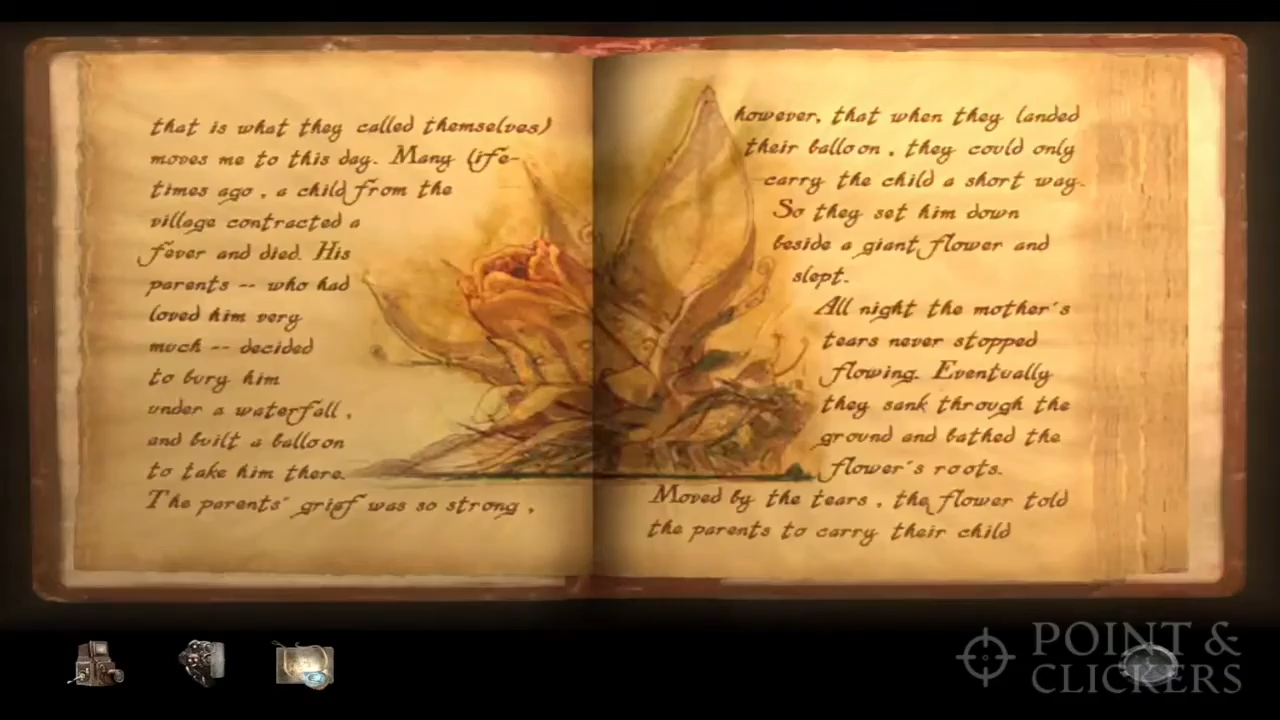 that is what they called themselves)
moves me to this day. Many life-
times ago, a child from the
village contracted a
fever and died. His
parents -- who had
loved him very
much -- decided
to bury him
under a waterfall,
and built a balloon
to take him there.
The parents' grief was so strong,
however, that when they landed
their balloon, they could only
carry the child a short way.
So they set him down
beside a giant flower and
slept.
All night the mother's
tears never stopped
flowing. Eventually
they sank through the
ground and bathed the
flower's roots.
Moved by the tears, the flower told
the parents to carry their child
POINT &
CLICKERS